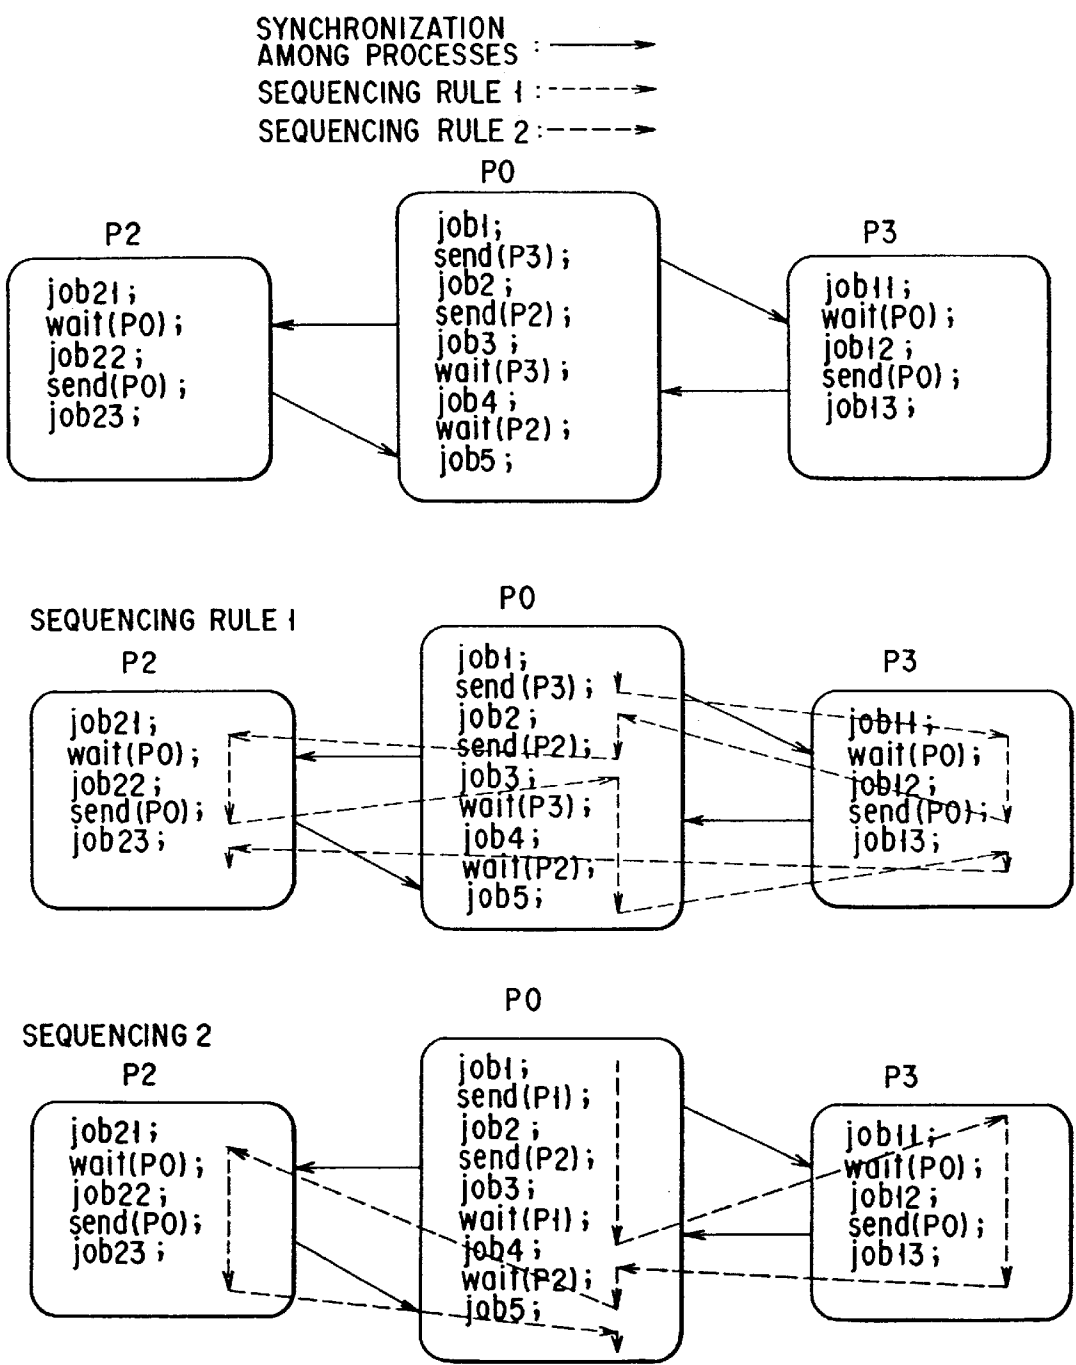 SYNCHRONIZATION
AMONG PROCESSES :
SEQUENCING RULE 1 :
SEQUENCING RULE 2 :
P0
job1;
send(P3);
job2;
send(P2);
job3;
wait(P3);
job4;
wait(P2);
job5;
P2
job21;
wait(P0);
job22;
send(P0);
job23;
P3
job11;
wait(P0);
job12;
send(P0);
job13;
SEQUENCING RULE 1
P0
job1;
send(P3);
job2;
send(P2);
job3;
wait(P3);
job4;
wait(P2);
job5;
P2
job21;
wait(P0);
job22;
send(P0);
job23;
P3
job11;
wait(P0);
job12;
send(P0);
job13;
SEQUENCING 2
P0
job1;
send(P1);
job2;
send(P2);
job3;
wait(P1);
job4;
wait(P2);
job5;
P2
job21;
wait(P0);
job22;
send(P0);
job23;
P3
job11;
wait(P0);
job12;
send(P0);
job13;